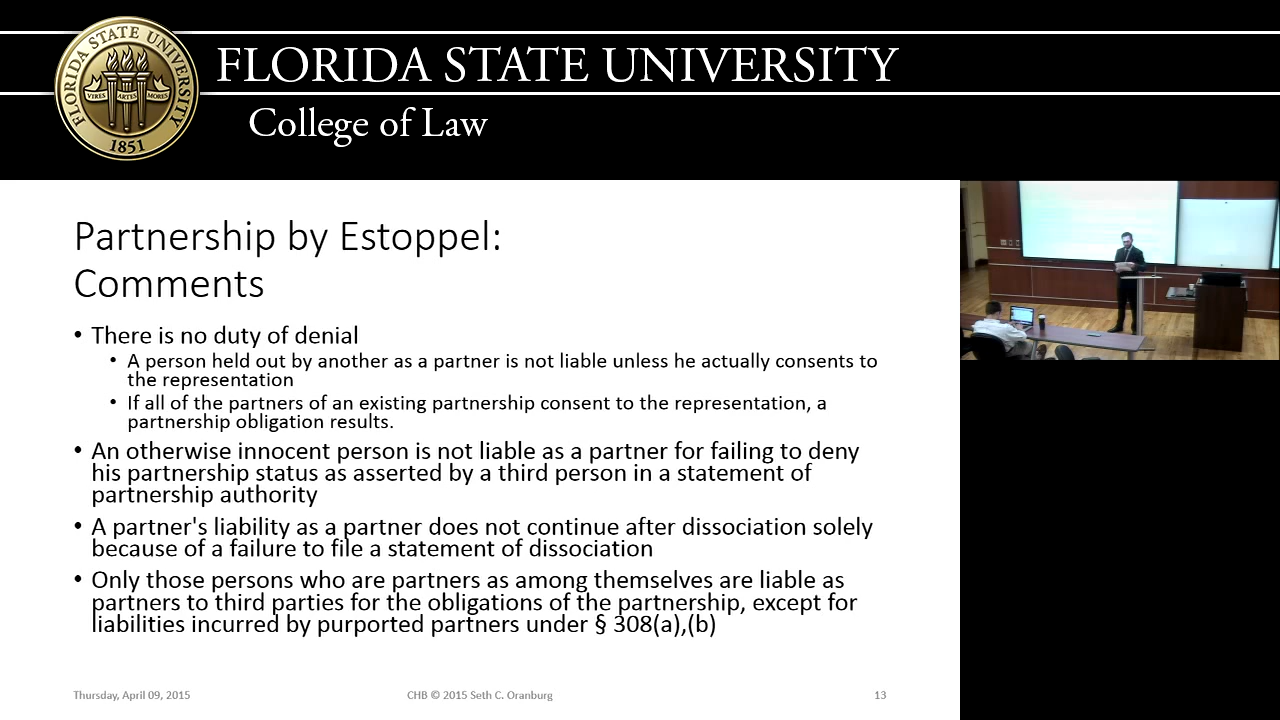 FLORIDA STATE UNIVERSITY
1851
VIRES ARTES MORES
FLORIDA STATE UNIVERSITY
College of Law
Partnership by Estoppel:
Comments
• There is no duty of denial
• A person held out by another as a partner is not liable unless he actually consents to
the representation
• If all of the partners of an existing partnership consent to the representation, a
partnership obligation results.
• An otherwise innocent person is not liable as a partner for failing to deny
his partnership status as asserted by a third person in a statement of
partnership authority
• A partner's liability as a partner does not continue after dissociation solely
because of a failure to file a statement of dissociation
• Only those persons who are partners as among themselves are liable as
partners to third parties for the obligations of the partnership, except for
liabilities incurred by purported partners under § 308(a),(b)
Thursday, April 09, 2015
CHB © 2015 Seth C. Oranburg
13